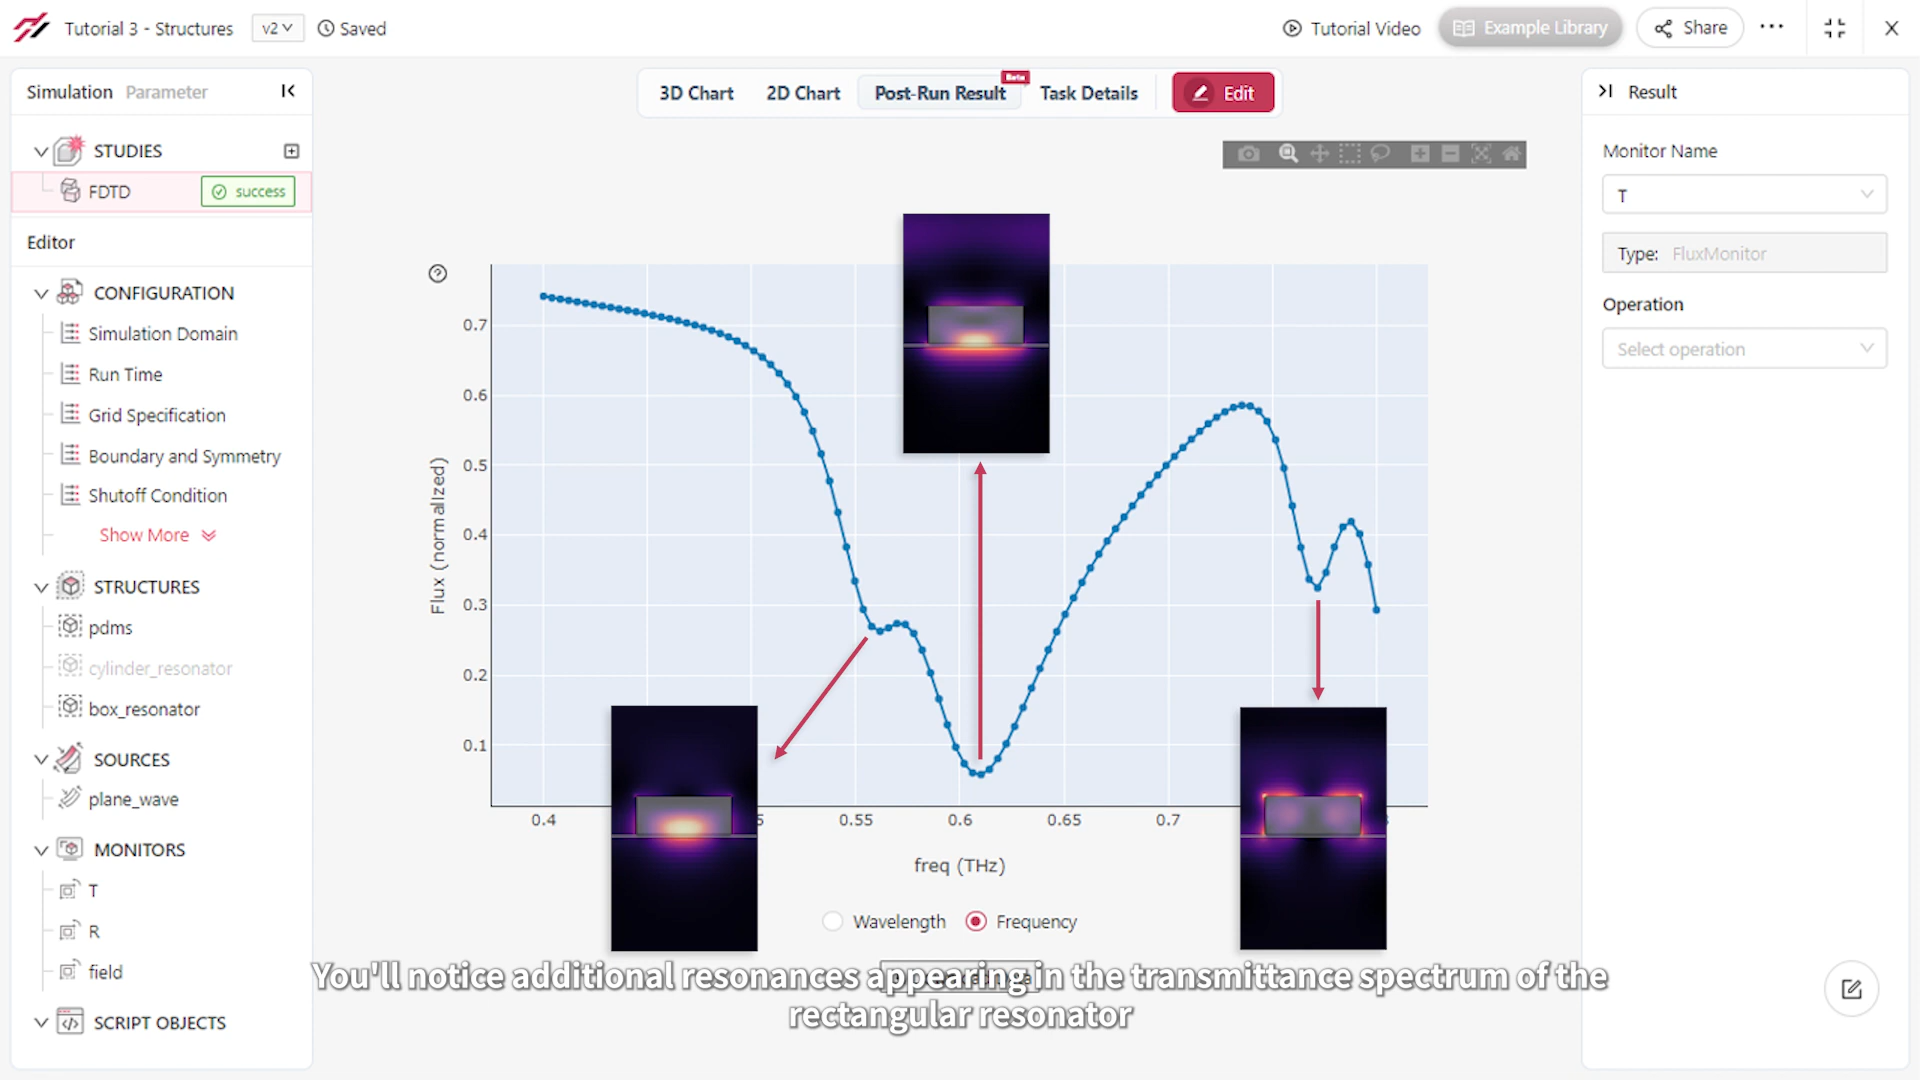 Tutorial 3 - Structures
v2
Saved
Tutorial Video
Example Library
Share
Simulation
Parameter
STUDIES
FDTD
success
Editor
CONFIGURATION
Simulation Domain
Run Time
Grid Specification
Boundary and Symmetry
Shutoff Condition
Show More
STRUCTURES
pdms
cylinder_resonator
box_resonator
SOURCES
plane_wave
MONITORS
T
R
field
SCRIPT OBJECTS
3D Chart
2D Chart
Post-Run Result
Beta
Task Details
Edit
Flux (normalized)
0.7
0.6
0.5
0.4
0.3
0.2
0.1
0.4
0.55
0.6
0.65
0.7
freq (THz)
Wavelength
Frequency
You'll notice additional resonances appearing in the transmittance spectrum of the
rectangular resonator
Result
Monitor Name
T
Type: FluxMonitor
Operation
Select operation